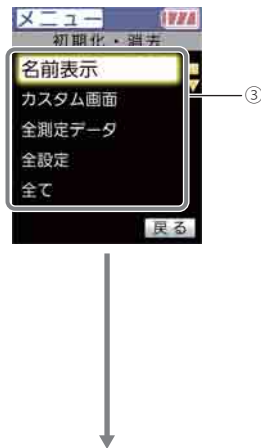 メニュー
初期化・消去
名前表示
カスタム画面
全測定データ
全設定
全て
戻る
③